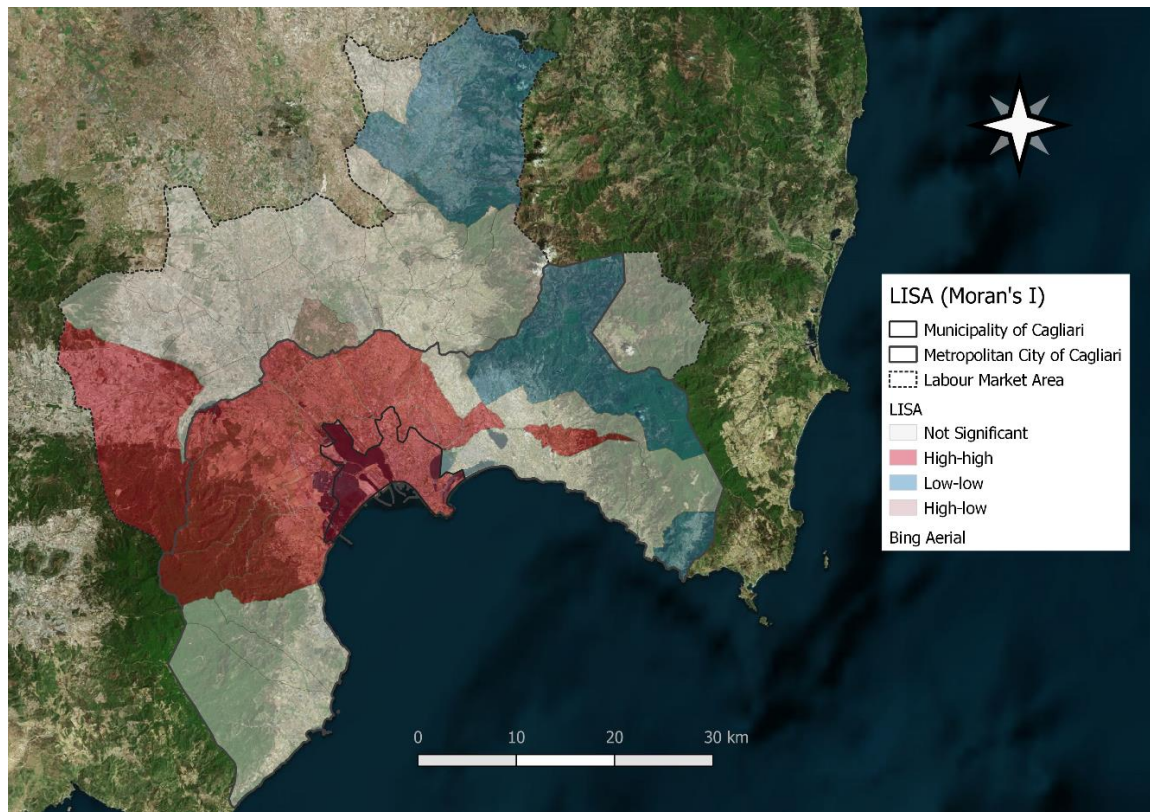 LISA (Moran's I)
Municipality of Cagliari
Metropolitan City of Cagliari
Labour Market Area
LISA
Not Significant
High-high
Low-low
High-low
Bing Aerial
0 10 20 30 km